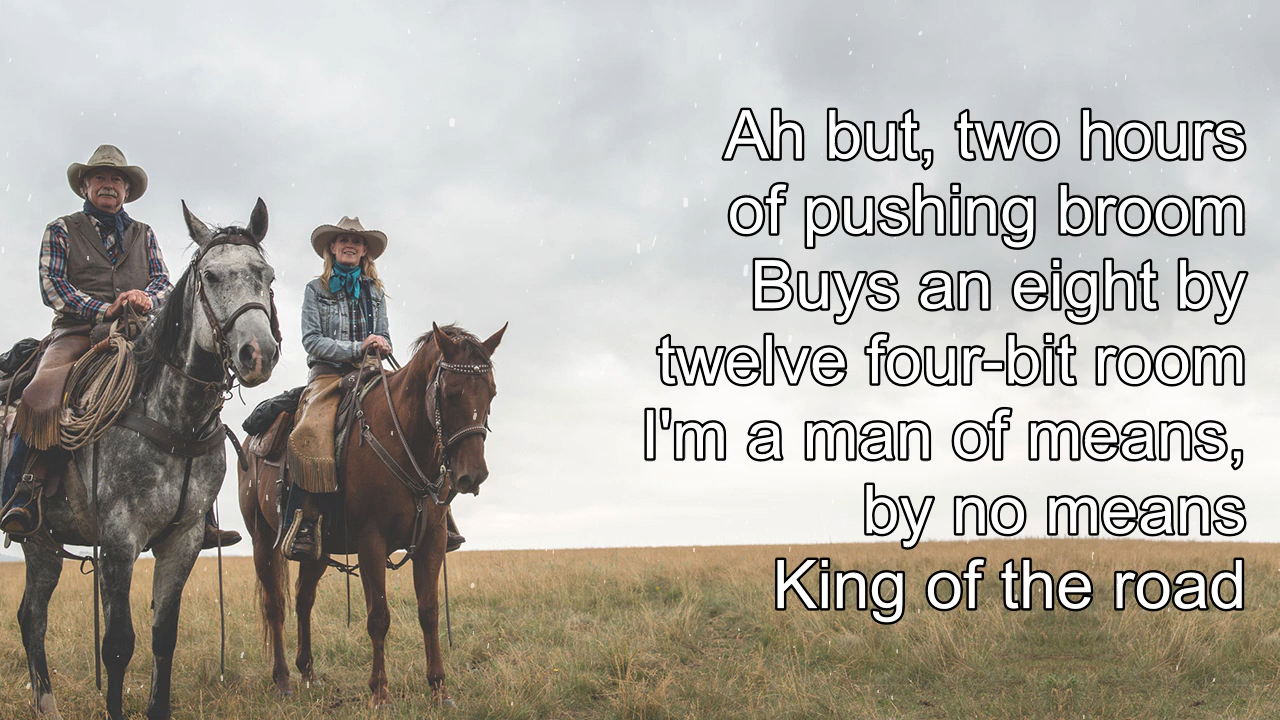 Ah but, two hours
of pushing broom
Buys an eight by
twelve four-bit room
I'm a man of means,
by no means
King of the road